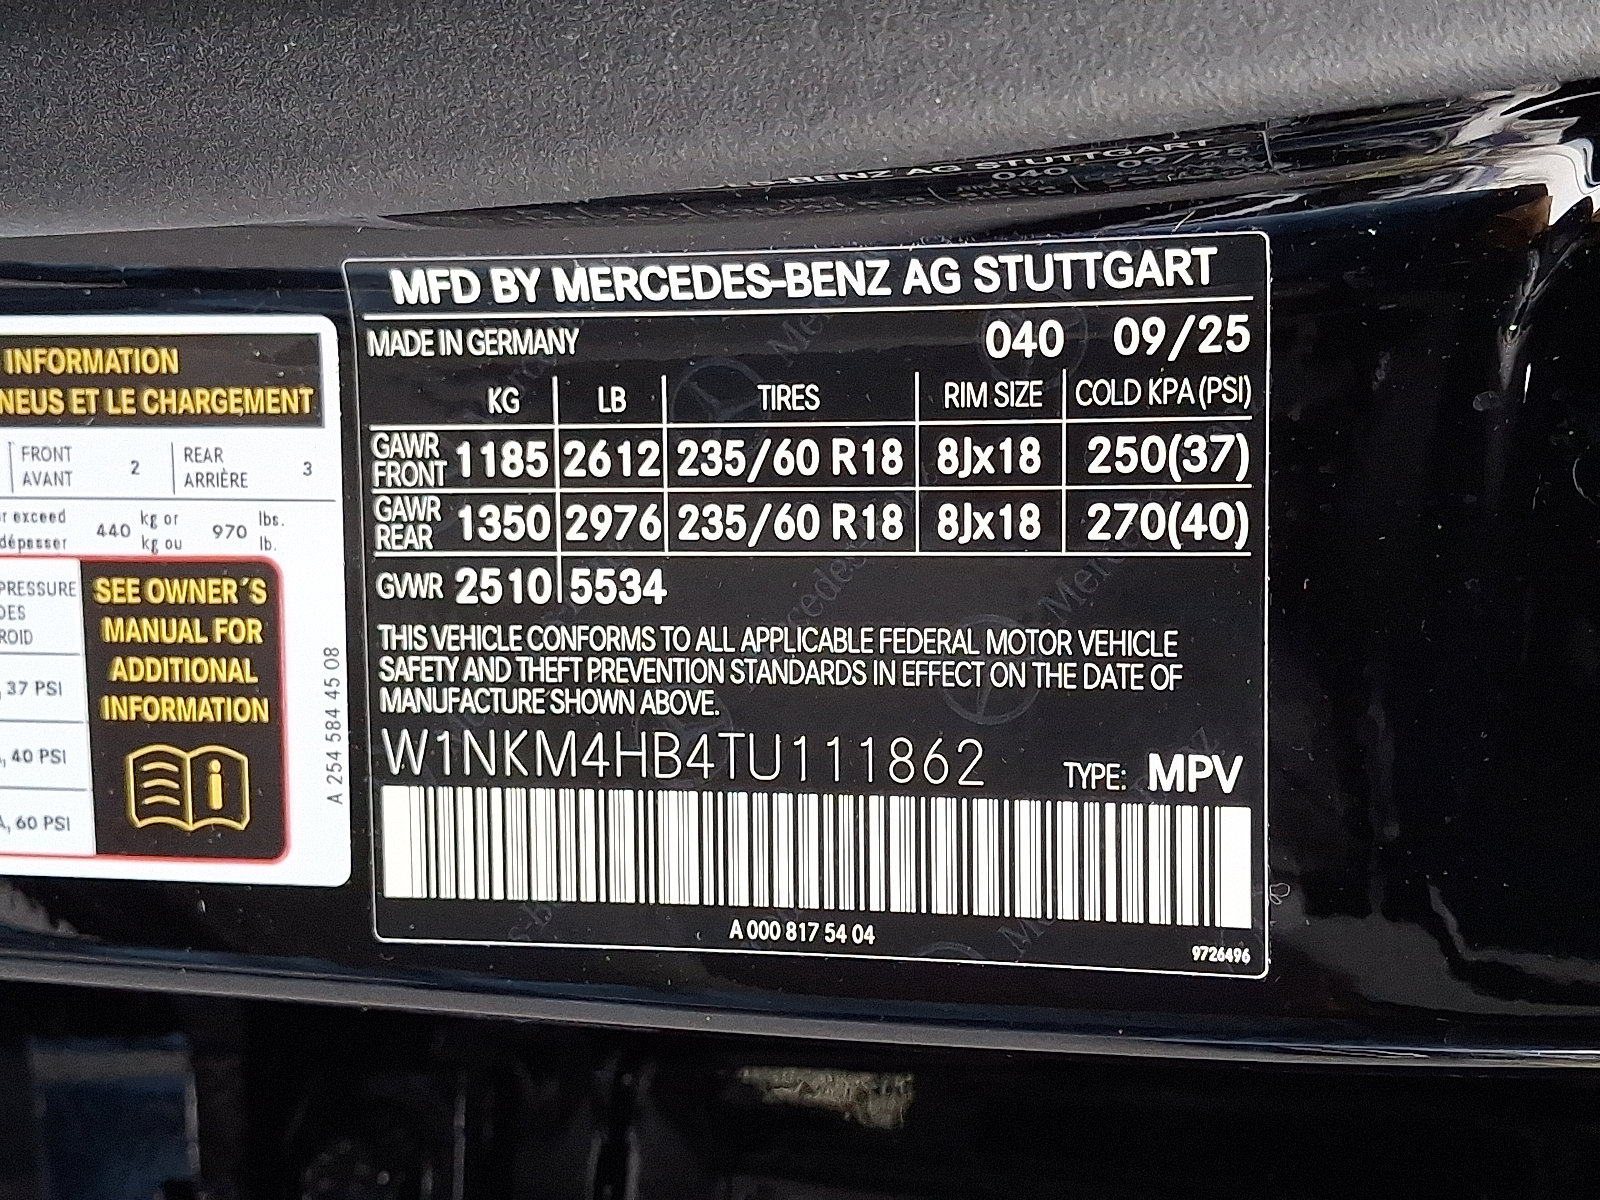 BENZ AG STUTTGART
040 09/25
MFD BY MERCEDES-BENZ AG STUTTGART
MADE IN GERMANY 040 09/25
KG LB TIRES RIM SIZE COLD KPA (PSI)
GAWR FRONT 1185 2612 235/60 R18 8Jx18 250(37)
GAWR REAR 1350 2976 235/60 R18 8Jx18 270(40)
GVWR 2510 5534
THIS VEHICLE CONFORMS TO ALL APPLICABLE FEDERAL MOTOR VEHICLE
SAFETY AND THEFT PREVENTION STANDARDS IN EFFECT ON THE DATE OF
MANUFACTURE SHOWN ABOVE.
W1NKM4HB4TU111862 TYPE: MPV
A 000 817 54 04
9726496
INFORMATION
NEUS ET LE CHARGEMENT
FRONT AVANT 2 REAR ARRIÈRE 3
exceed 440 kg or 970 lbs.
dépasser kg ou lb.
PRESSURE
DES
ROID
37 PSI
40 PSI
60 PSI
SEE OWNER´S
MANUAL FOR
ADDITIONAL
INFORMATION
A 254 584 45 08